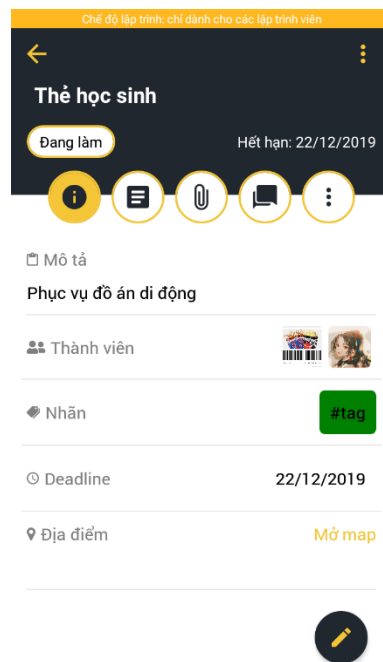 Chế độ lập trình: chỉ dành cho các lập trình viên
Thẻ học sinh
Đang làm
Hết hạn: 22/12/2019
Mô tả
Phục vụ đồ án di động
Thành viên
Nhãn
#tag
Deadline
22/12/2019
Địa điểm
Mở map